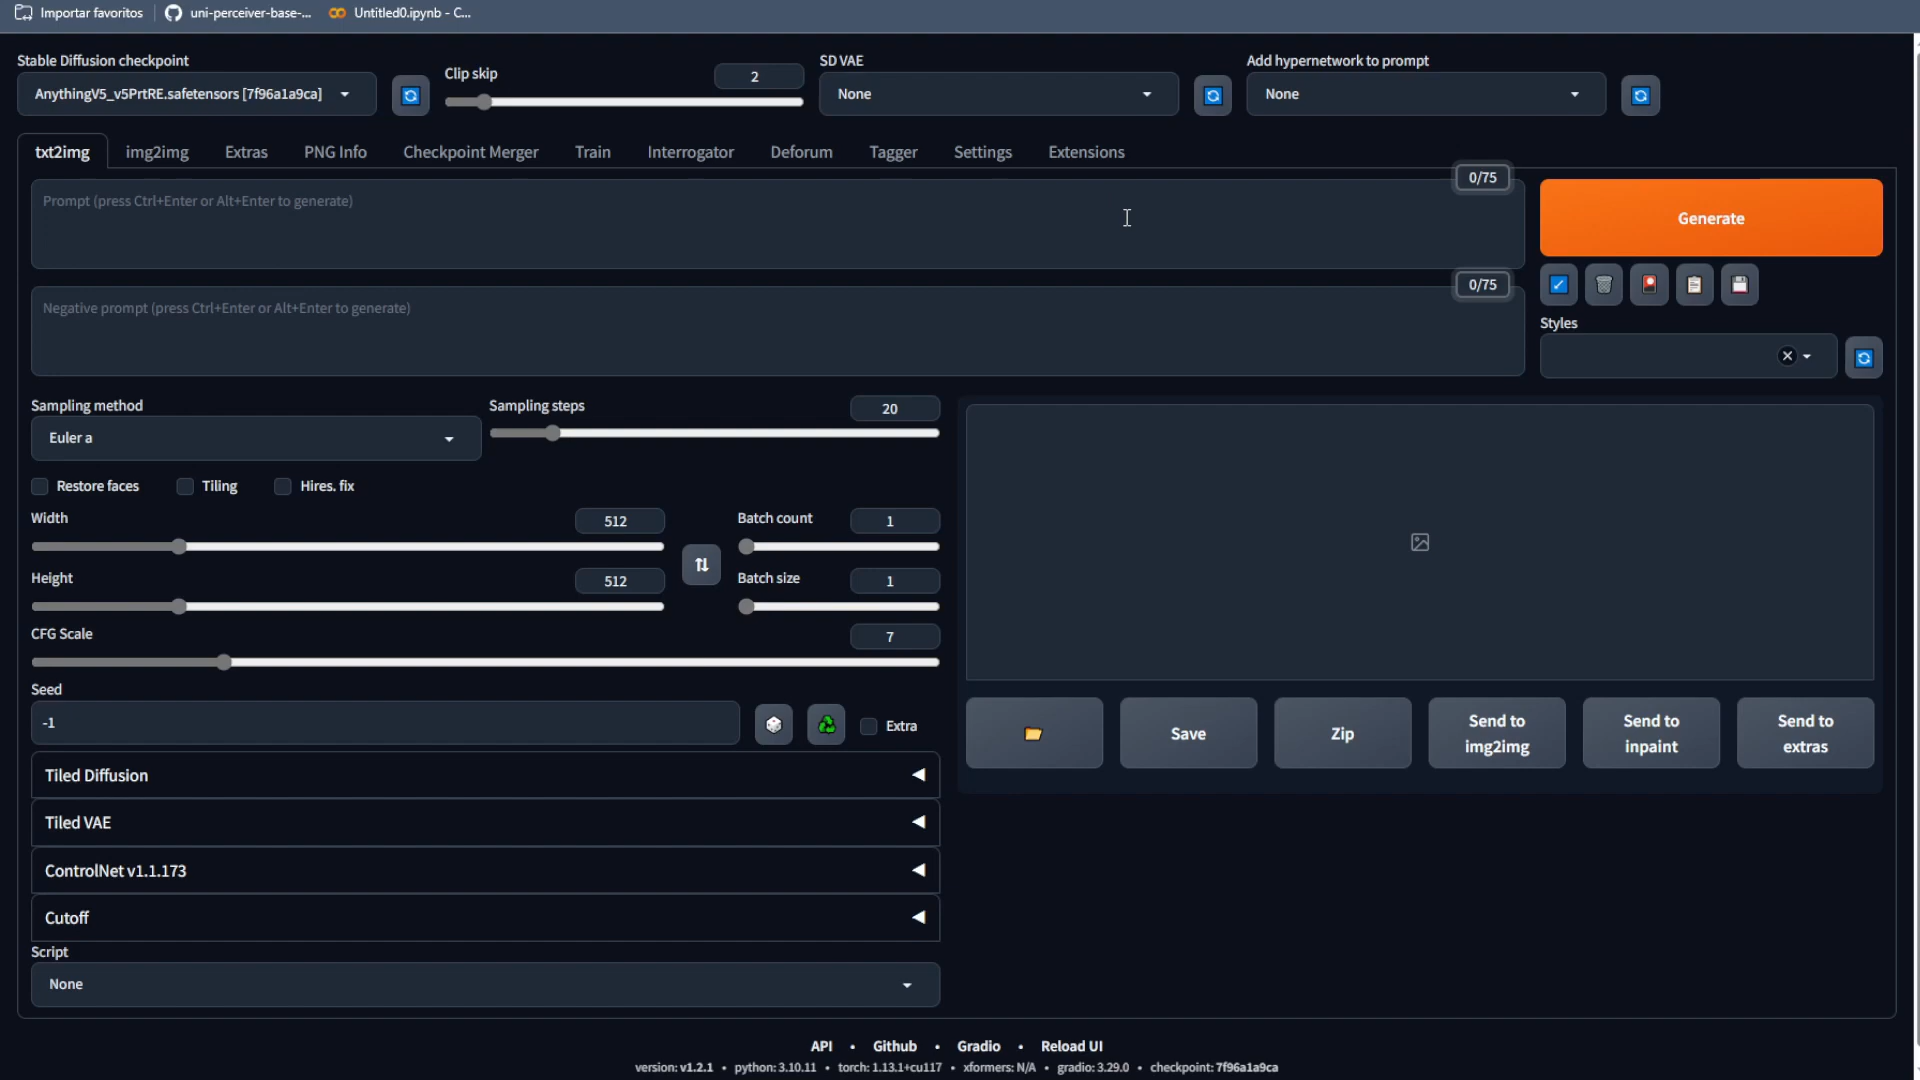 Importar favoritos
uni-perceiver-base-...
Untitled0.ipynb - C...
Stable Diffusion checkpoint
AnythingV5_v5PrtRE.safetensors [7f96a1a9ca]
Clip skip
2
SD VAE
None
Add hypernetwork to prompt
None
txt2img
img2img
Extras
PNG Info
Checkpoint Merger
Train
Interrogator
Deforum
Tagger
Settings
Extensions
Prompt (press Ctrl+Enter or Alt+Enter to generate)
0/75
Generate
Negative prompt (press Ctrl+Enter or Alt+Enter to generate)
0/75
Styles
Sampling method
Euler a
Sampling steps
20
Restore faces
Tiling
Hires. fix
Width
512
Batch count
1
Height
512
Batch size
1
CFG Scale
7
Seed
-1
Extra
Save
Zip
Send to
img2img
Send to
inpaint
Send to
extras
Tiled Diffusion
Tiled VAE
ControlNet v1.1.173
Cutoff
Script
None
API • Github • Gradio • Reload UI
version: v1.2.1 • python: 3.10.11 • torch: 1.13.1+cu117 • xformers: N/A • gradio: 3.29.0 • checkpoint: 7f96a1a9ca